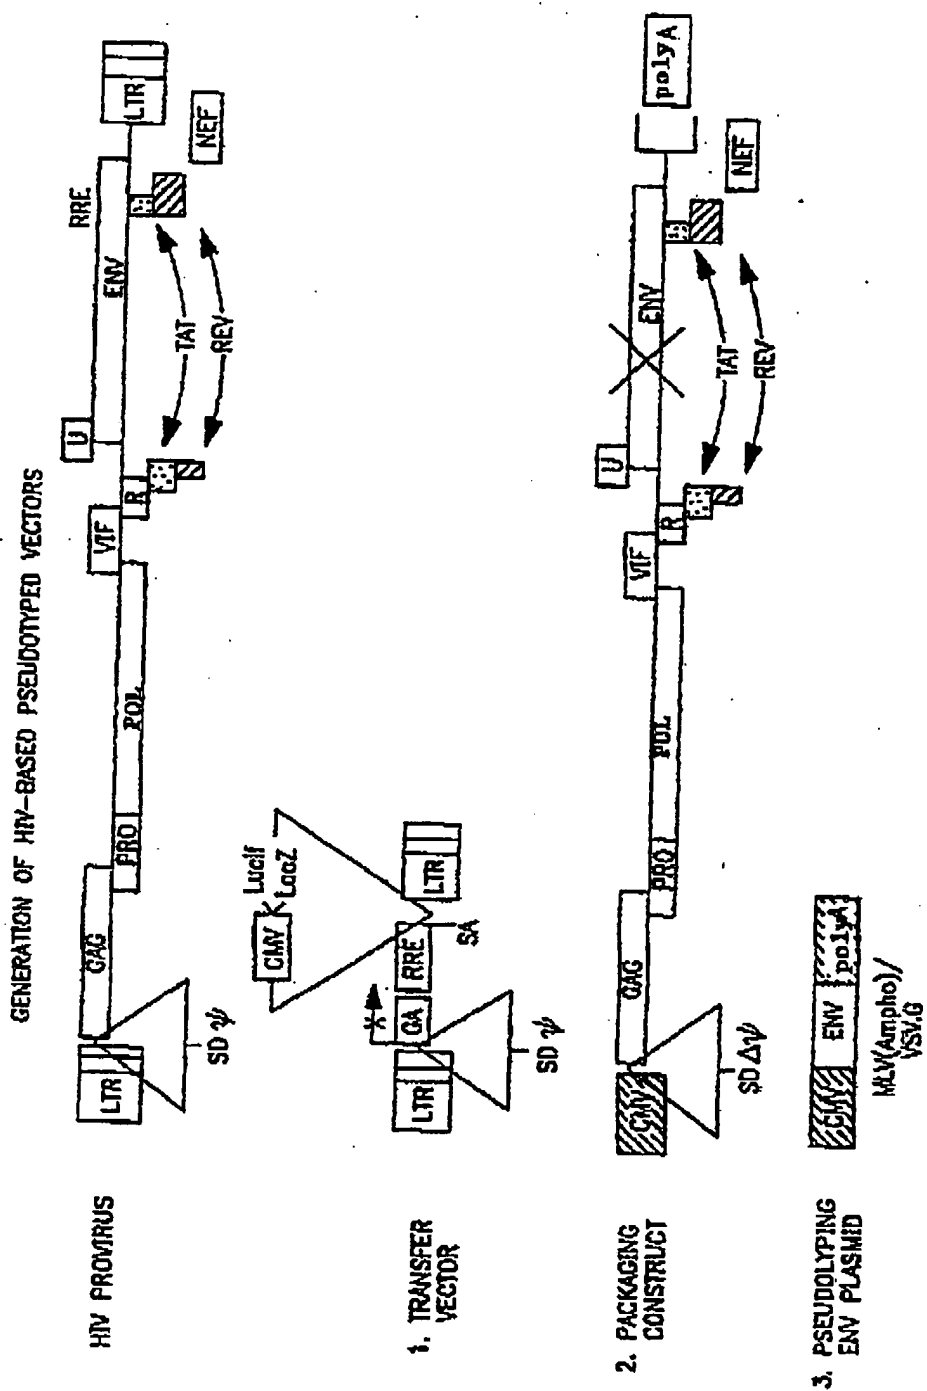 GENERATION OF HIV-BASED PSEUDOTYPED VECTORS
HIV PROVIRUS
LTR
SD ψ
GAG
PRO
POL
VIF
R
U
ENV
RRE
TAT
REV
NEF
LTR
1. TRANSFER
VECTOR
LTR
SD ψ
X
GA
RRE
SA
CMV
Lucif
LacZ
LTR
2. PACKAGING
CONSTRUCT
CMV
SD Δψ
GAG
PRO
POL
VIF
R
U
ENV
TAT
REV
NEF
polyA
3. PSEUDOLYPING
ENV PLASMID
CMV
ENV
polyA
MLV(Ampho)/
VSV.G